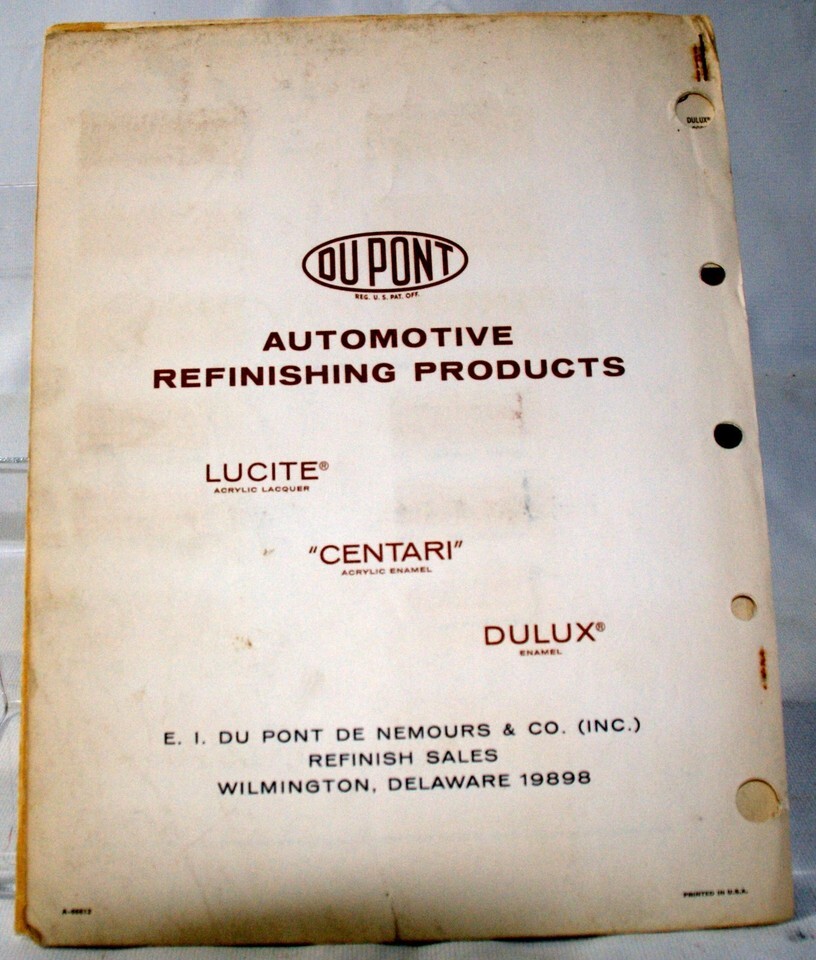 DULUX®
DU PONT
REG. U. S. PAT. OFF.
AUTOMOTIVE
REFINISHING PRODUCTS
LUCITE®
ACRYLIC LACQUER
"CENTARI"
ACRYLIC ENAMEL
DULUX®
ENAMEL
E. I. DU PONT DE NEMOURS & CO. (INC.)
REFINISH SALES
WILMINGTON, DELAWARE 19898
PRINTED IN U.S.A.